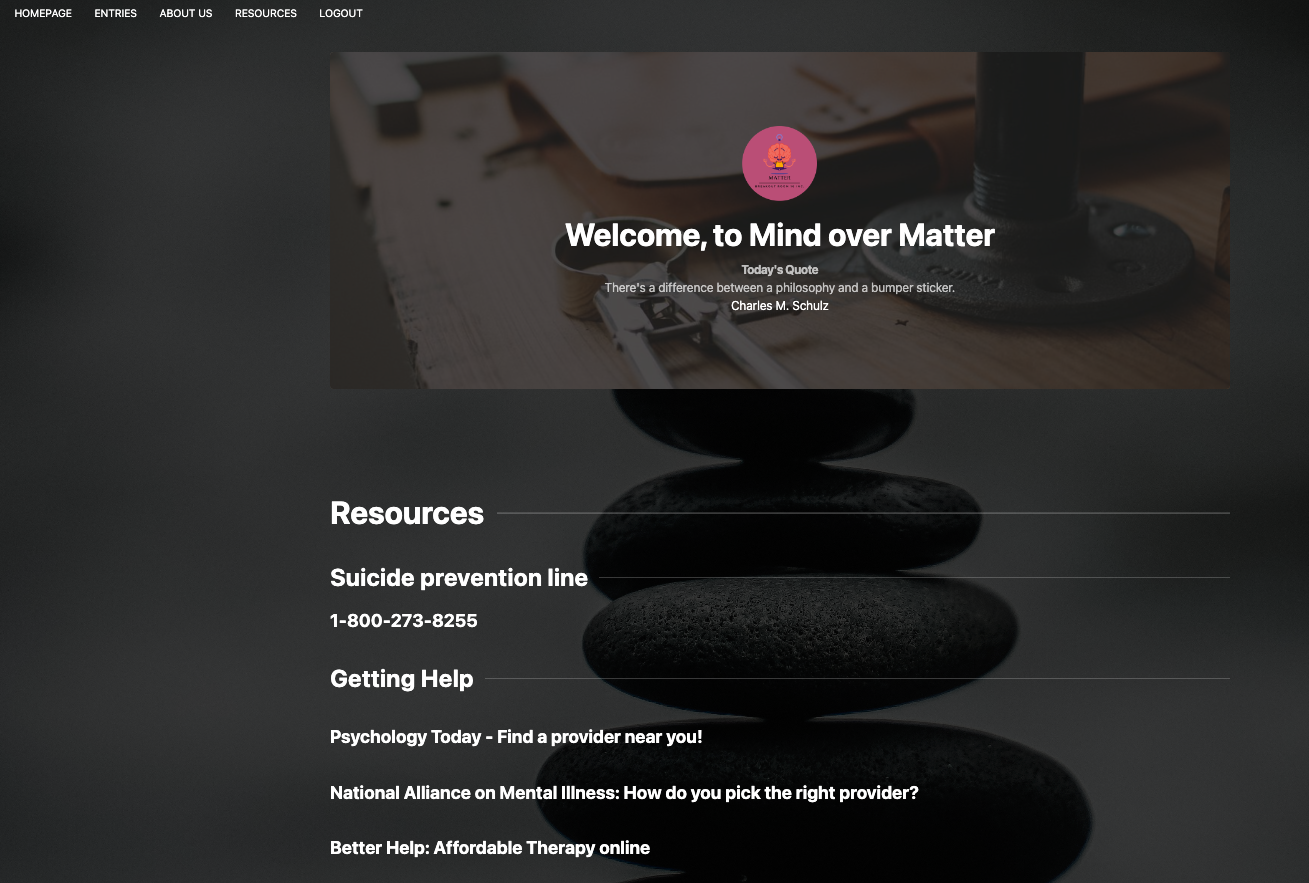 HOMEPAGE ENTRIES ABOUT US RESOURCES LOGOUT
MATTER
Welcome, to Mind over Matter
Today's Quote
There's a difference between a philosophy and a bumper sticker.
Charles M. Schulz
CHINA
Resources
Suicide prevention line
1-800-273-8255
Getting Help
Psychology Today - Find a provider near you!
National Alliance on Mental Illness: How do you pick the right provider?
Better Help: Affordable Therapy online